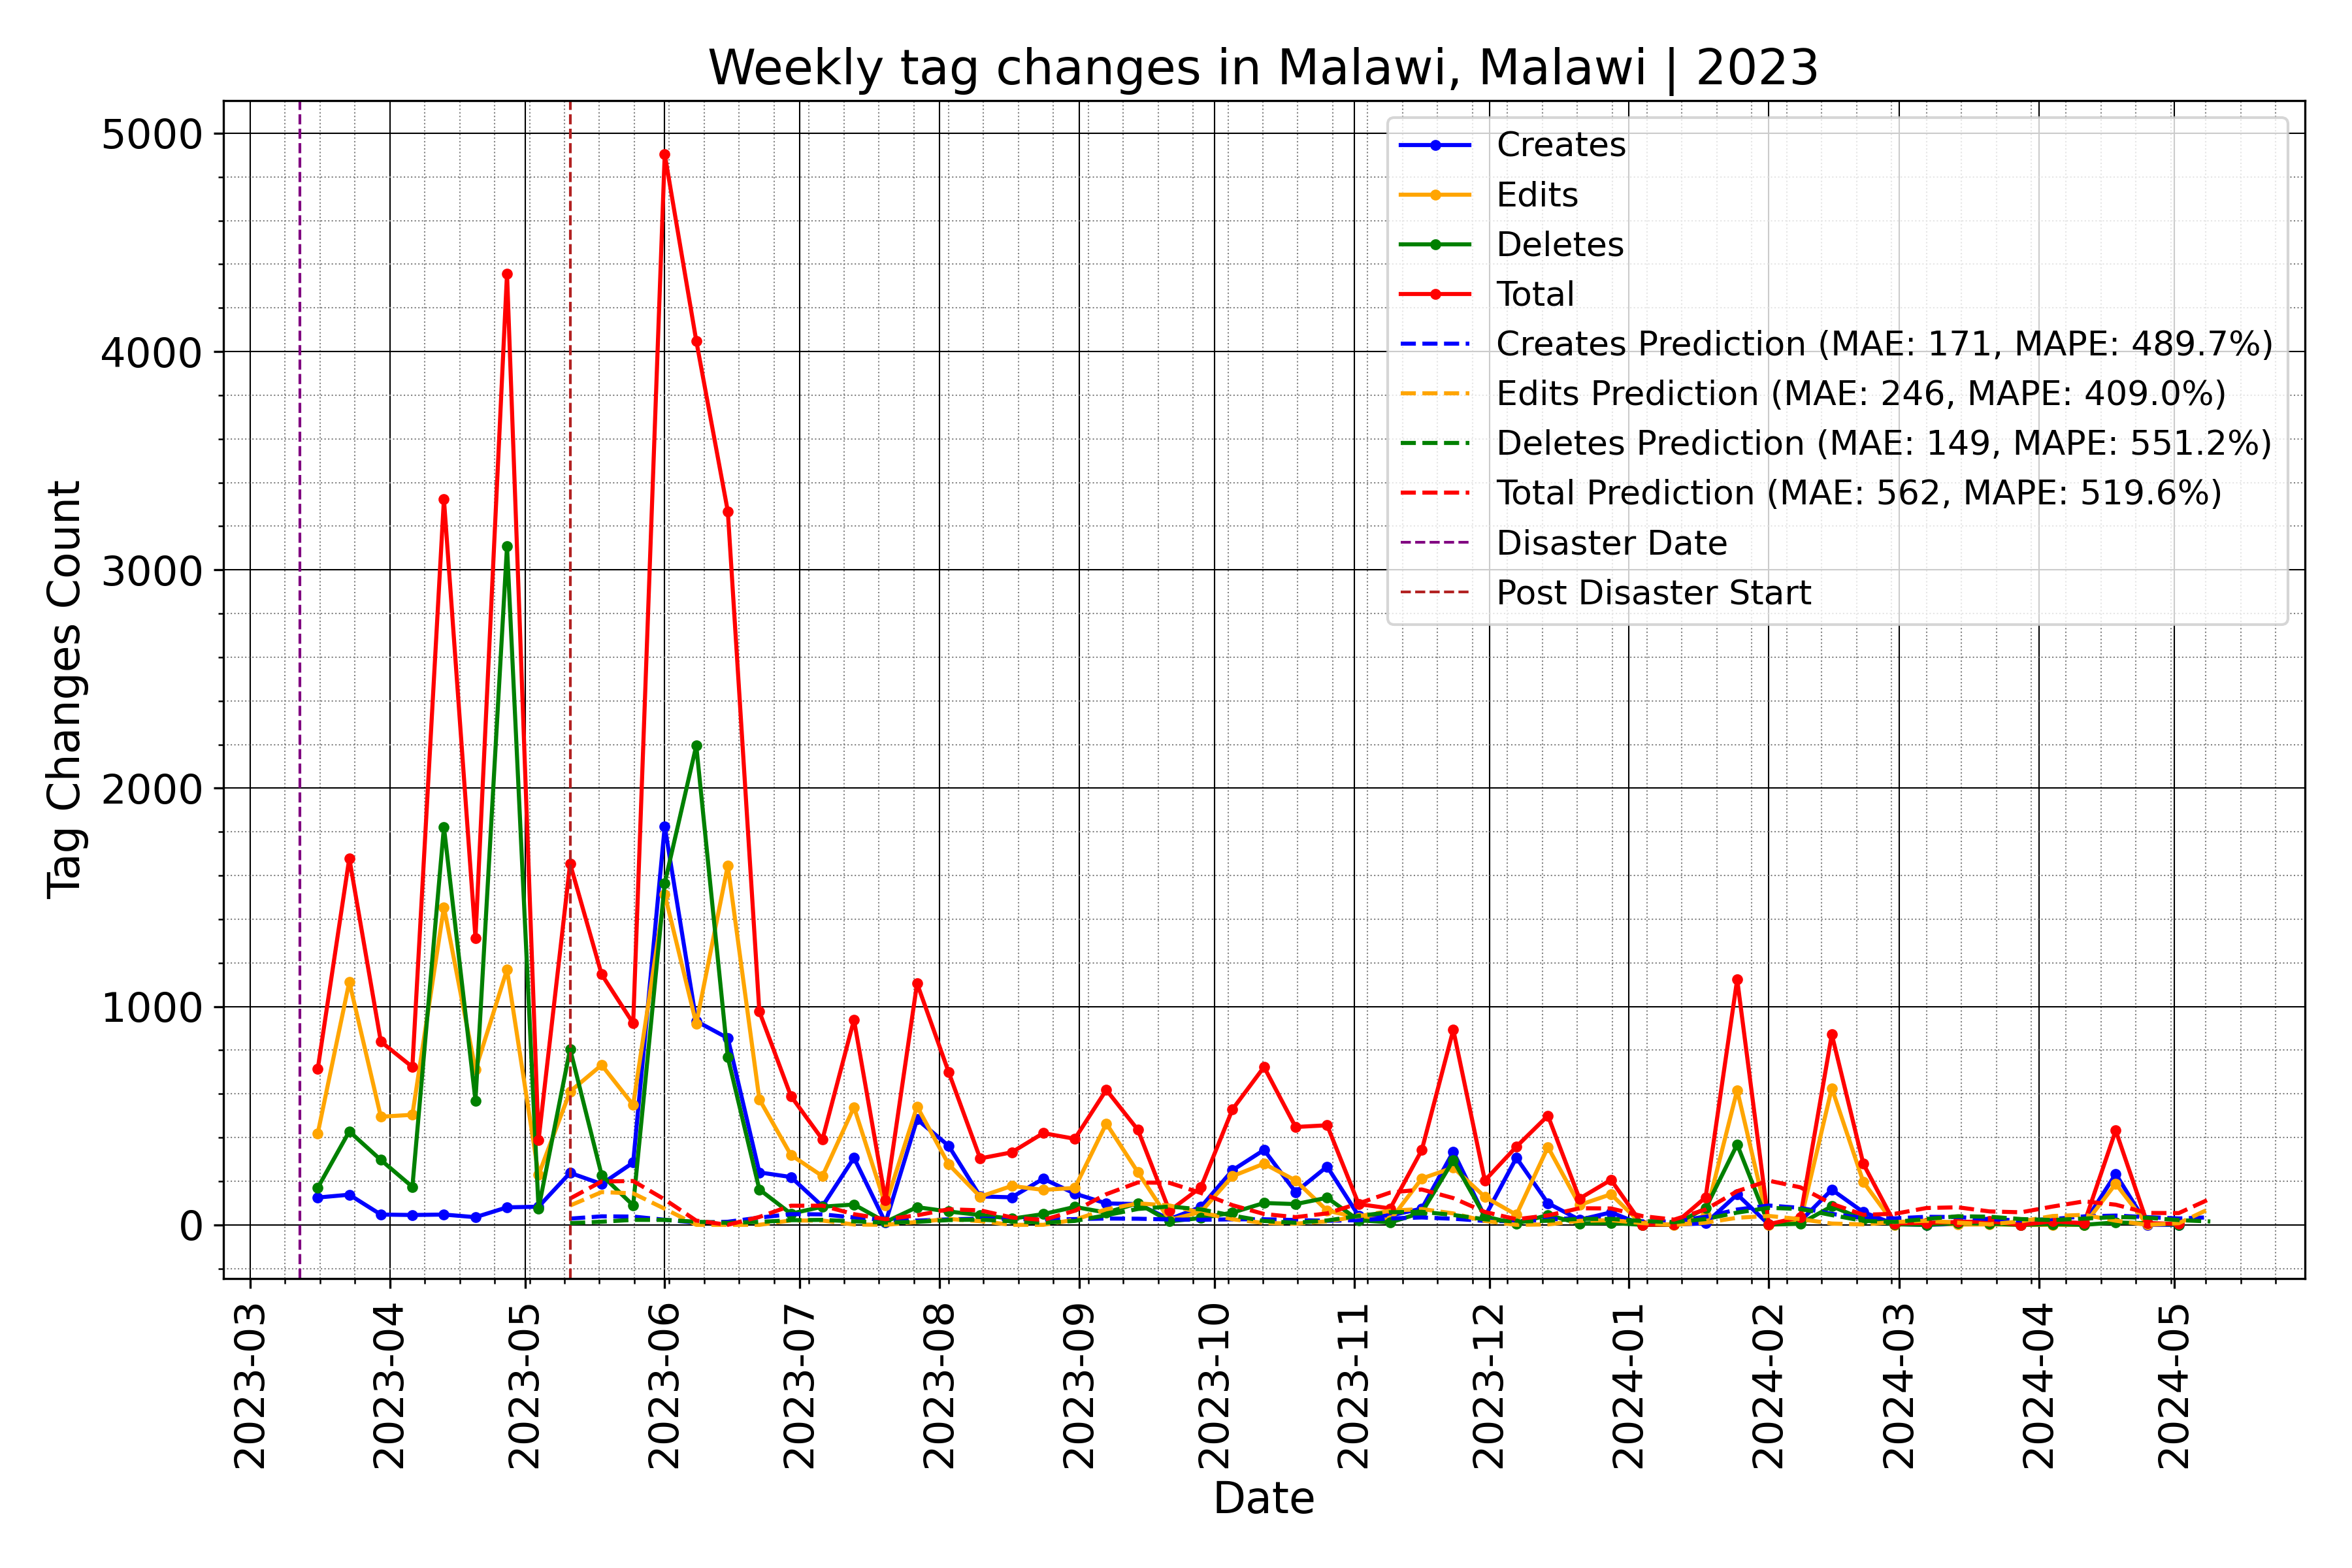 Weekly tag changes in Malawi, Malawi | 2023
Tag Changes Count
5000
4000
3000
2000
1000
0
Creates
Edits
Deletes
Total
Creates Prediction (MAE: 171, MAPE: 489.7%)
Edits Prediction (MAE: 246, MAPE: 409.0%)
Deletes Prediction (MAE: 149, MAPE: 551.2%)
Total Prediction (MAE: 562, MAPE: 519.6%)
Disaster Date
Post Disaster Start
2023-03
2023-04
2023-05
2023-06
2023-07
2023-08
2023-09
2023-10
2023-11
2023-12
2024-01
2024-02
2024-03
2024-04
2024-05
Date